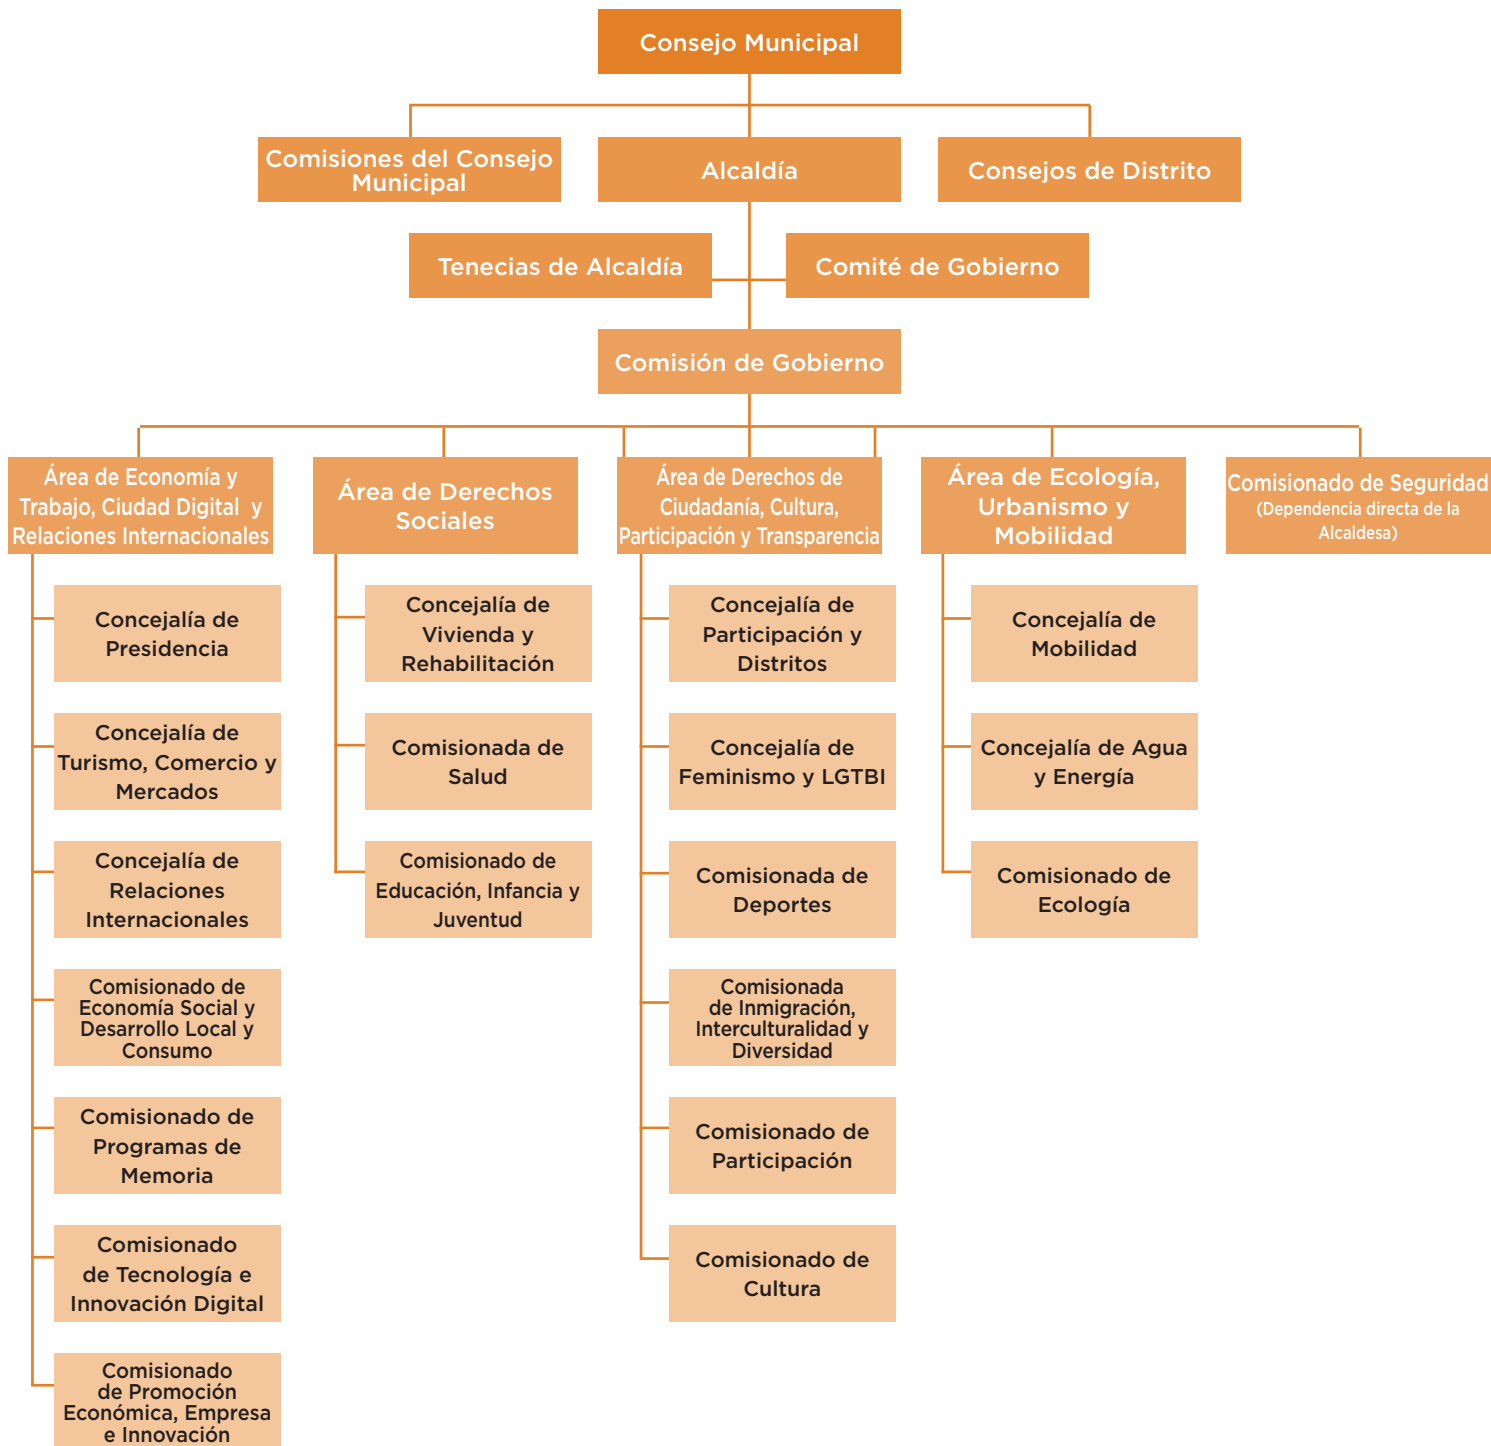 Consejo Municipal
Comisiones del Consejo
Municipal
Alcaldía
Consejos de Distrito
Tenecias de Alcaldía
Comité de Gobierno
Comisión de Gobierno
Área de Economía y
Trabajo, Ciudad Digital y
Relaciones Internacionales
Área de Derechos
Sociales
Área de Derechos de
Ciudadanía, Cultura,
Participación y Transparencia
Área de Ecología,
Urbanismo y
Mobilidad
Comisionado de Seguridad
(Dependencia directa de la
Alcaldesa)
Concejalía de
Presidencia
Concejalía de
Turismo, Comercio y
Mercados
Concejalía de
Relaciones
Internacionales
Comisionado de
Economía Social y
Desarrollo Local y
Consumo
Comisionado de
Programas de
Memoria
Comisionado
de Tecnología e
Innovación Digital
Comisionado
de Promoción
Económica, Empresa
e Innovación
Concejalía de
Vivienda y
Rehabilitación
Comisionada de
Salud
Comisionado de
Educación, Infancia y
Juventud
Concejalía de
Participación y
Distritos
Concejalía de
Feminismo y LGTBI
Comisionada de
Deportes
Comisionada
de Inmigración,
Interculturalidad y
Diversidad
Comisionado de
Participación
Comisionado de
Cultura
Concejalía de
Mobilidad
Concejalía de Agua
y Energía
Comisionado de
Ecología